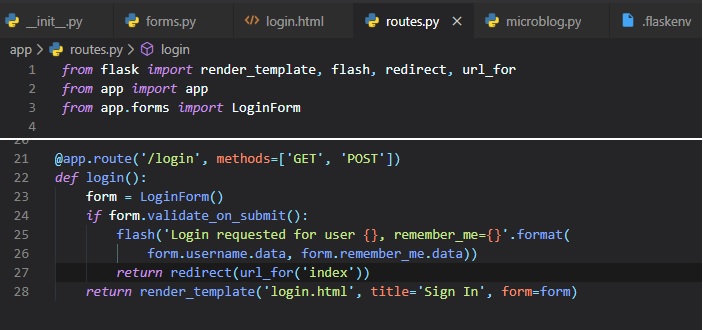 __init__.py forms.py login.html routes.py microblog.py .flaskenv
app > routes.py > login
1 from flask import render_template, flash, redirect, url_for
2 from app import app
3 from app.forms import LoginForm
4
20
21 @app.route('/login', methods=['GET', 'POST'])
22 def login():
23     form = LoginForm()
24     if form.validate_on_submit():
25         flash('Login requested for user {}, remember_me={}'.format(
26             form.username.data, form.remember_me.data))
27         return redirect(url_for('index'))
28     return render_template('login.html', title='Sign In', form=form)